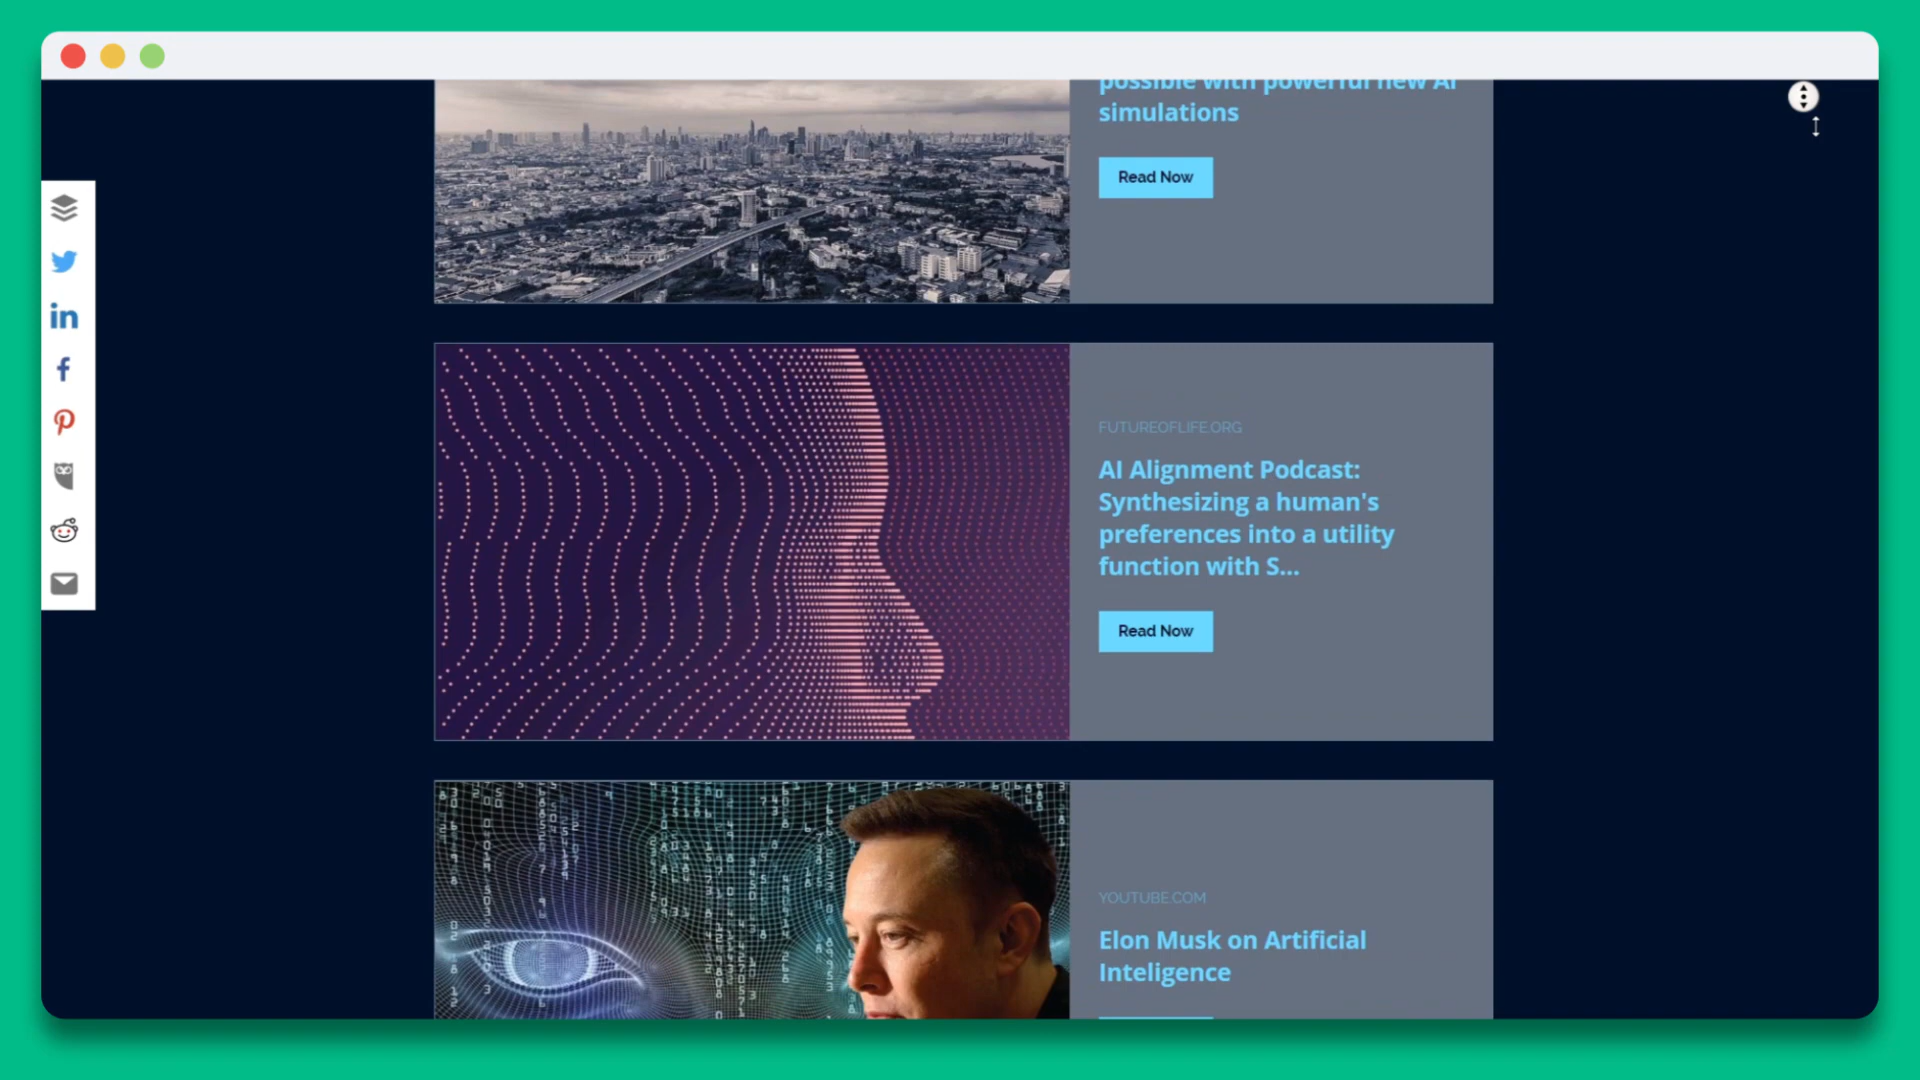 possible with powerful new AI
simulations
Read Now
FUTUREOFLIFE.ORG
AI Alignment Podcast:
Synthesizing a human's
preferences into a utility
function with S...
Read Now
YOUTUBE.COM
Elon Musk on Artificial
Inteligence